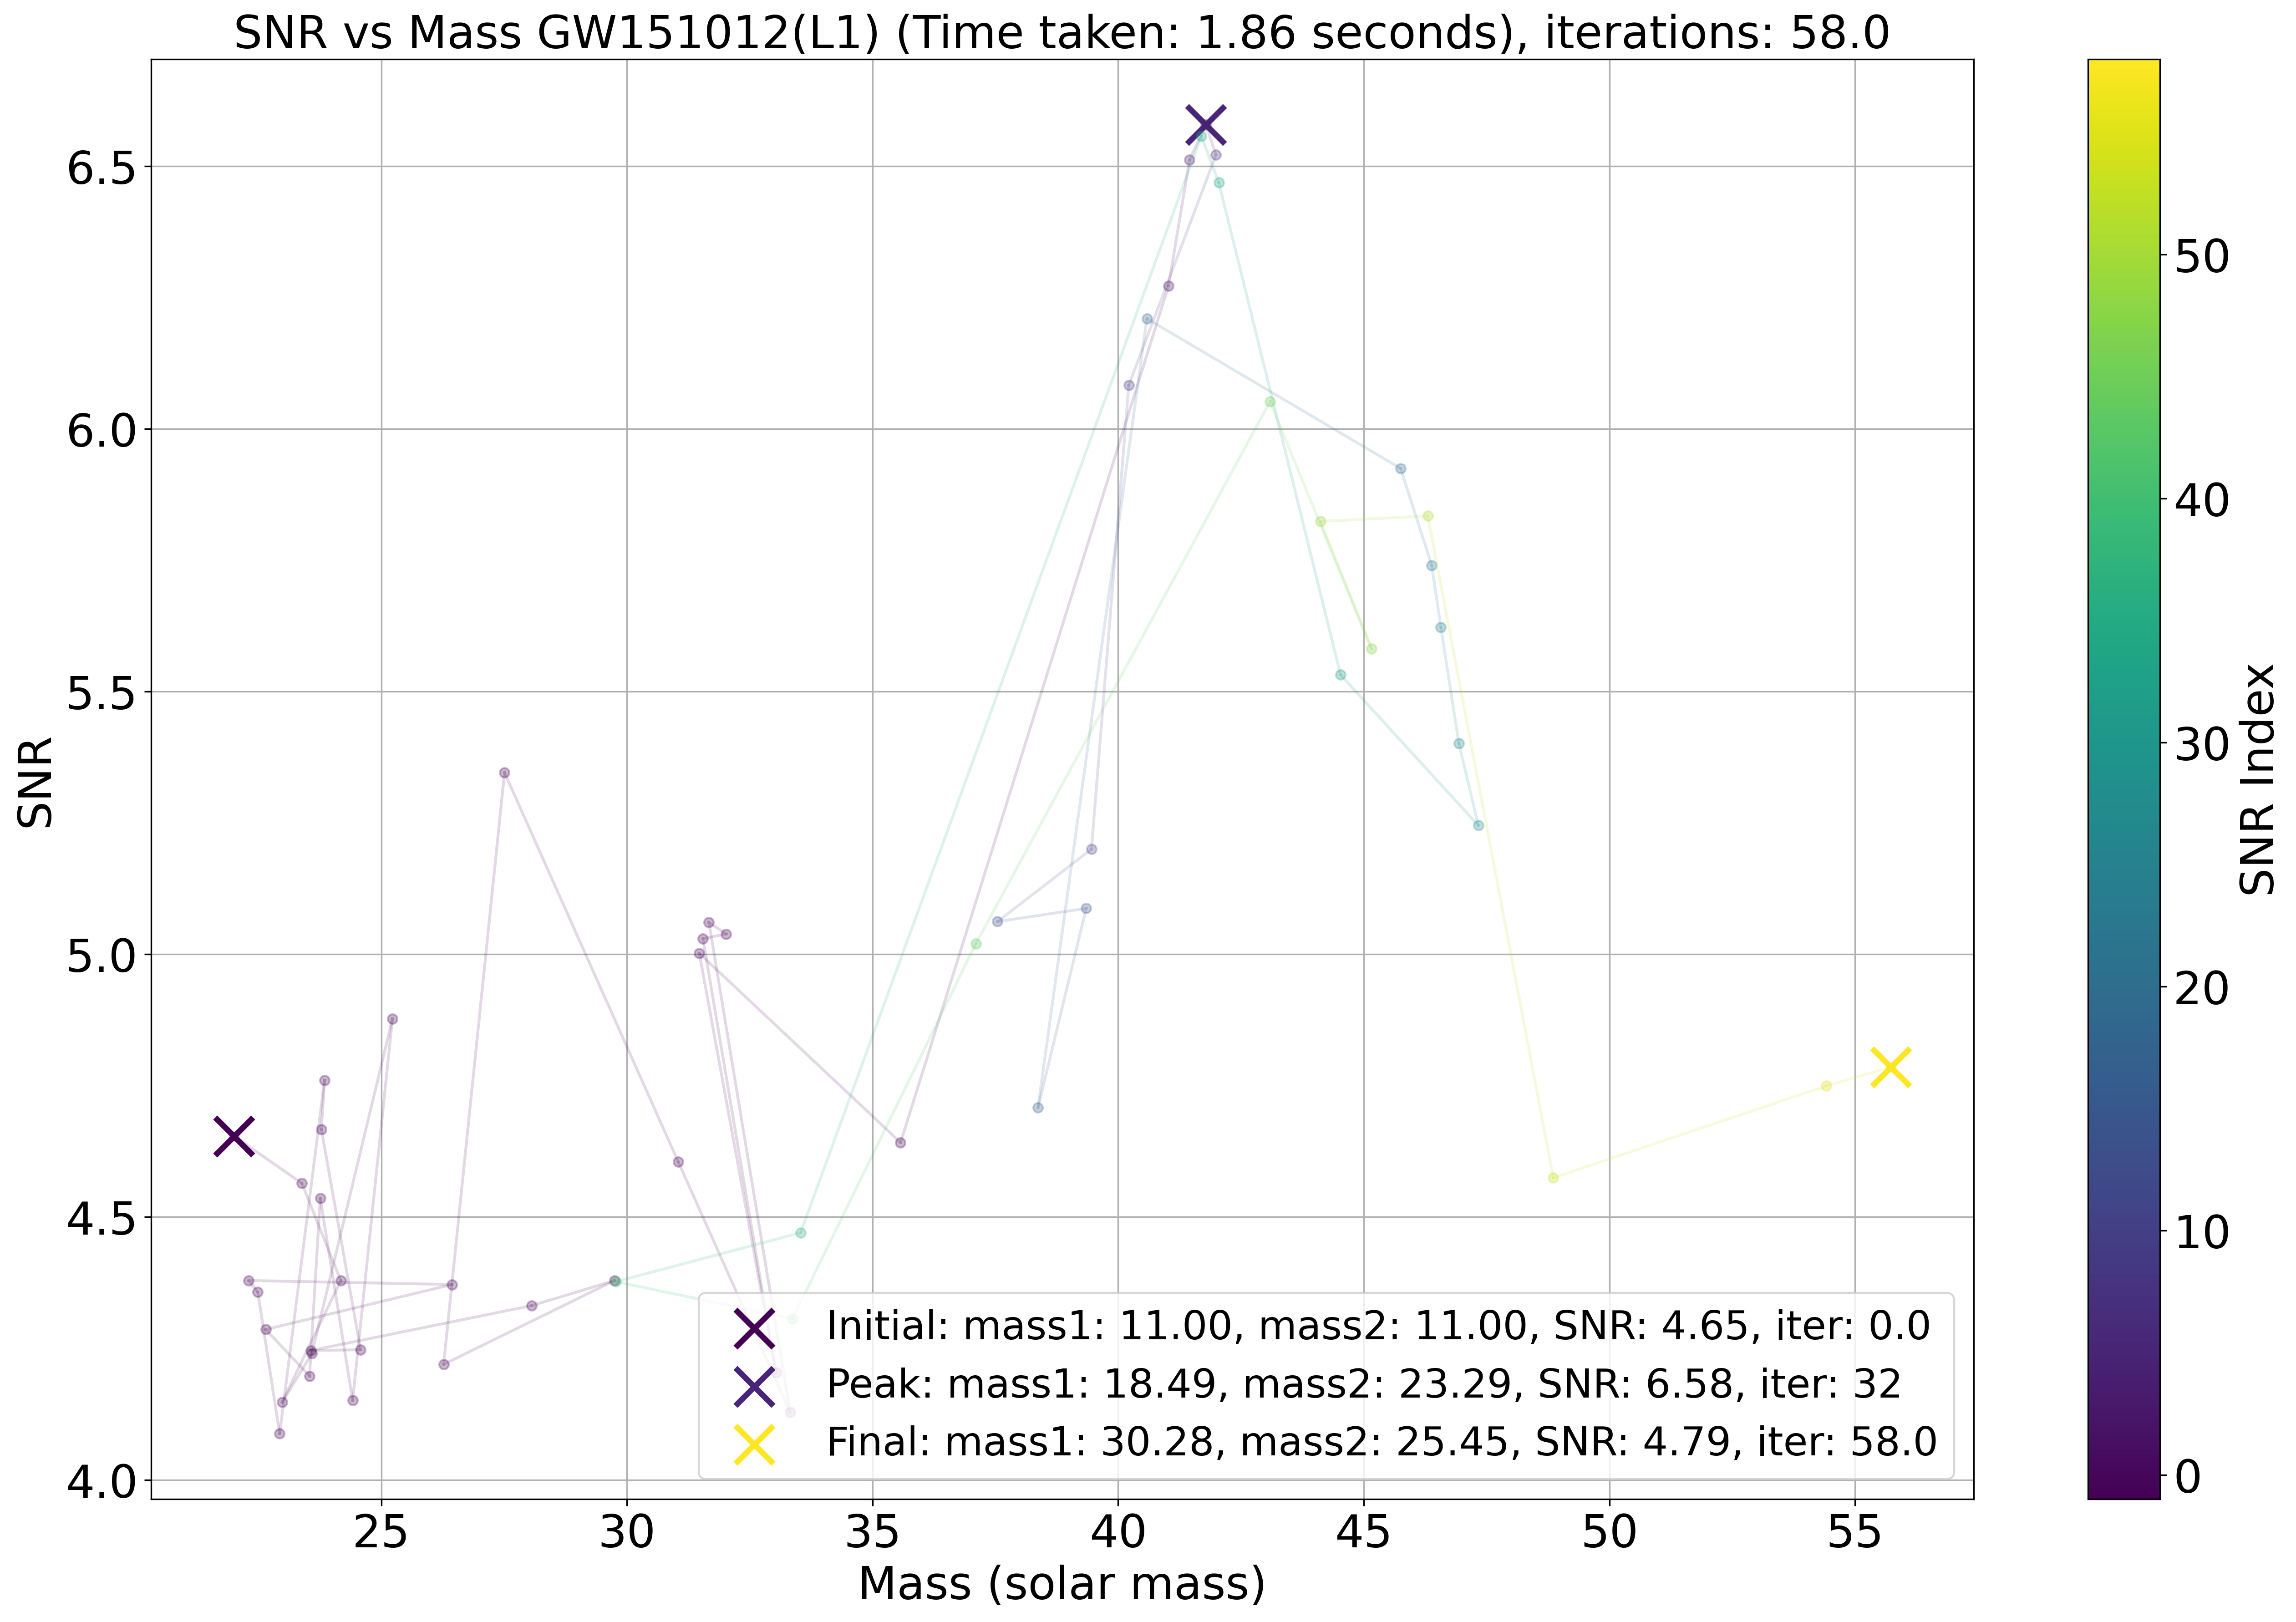 SNR vs Mass GW151012(L1) (Time taken: 1.86 seconds), iterations: 58.0
6.5
6.0
5.5
5.0
4.5
4.0
SNR
25 30 35 40 45 50 55
Mass (solar mass)
Initial: mass1: 11.00, mass2: 11.00, SNR: 4.65, iter: 0.0
Peak: mass1: 18.49, mass2: 23.29, SNR: 6.58, iter: 32
Final: mass1: 30.28, mass2: 25.45, SNR: 4.79, iter: 58.0
50
40
30
20
10
0
SNR Index